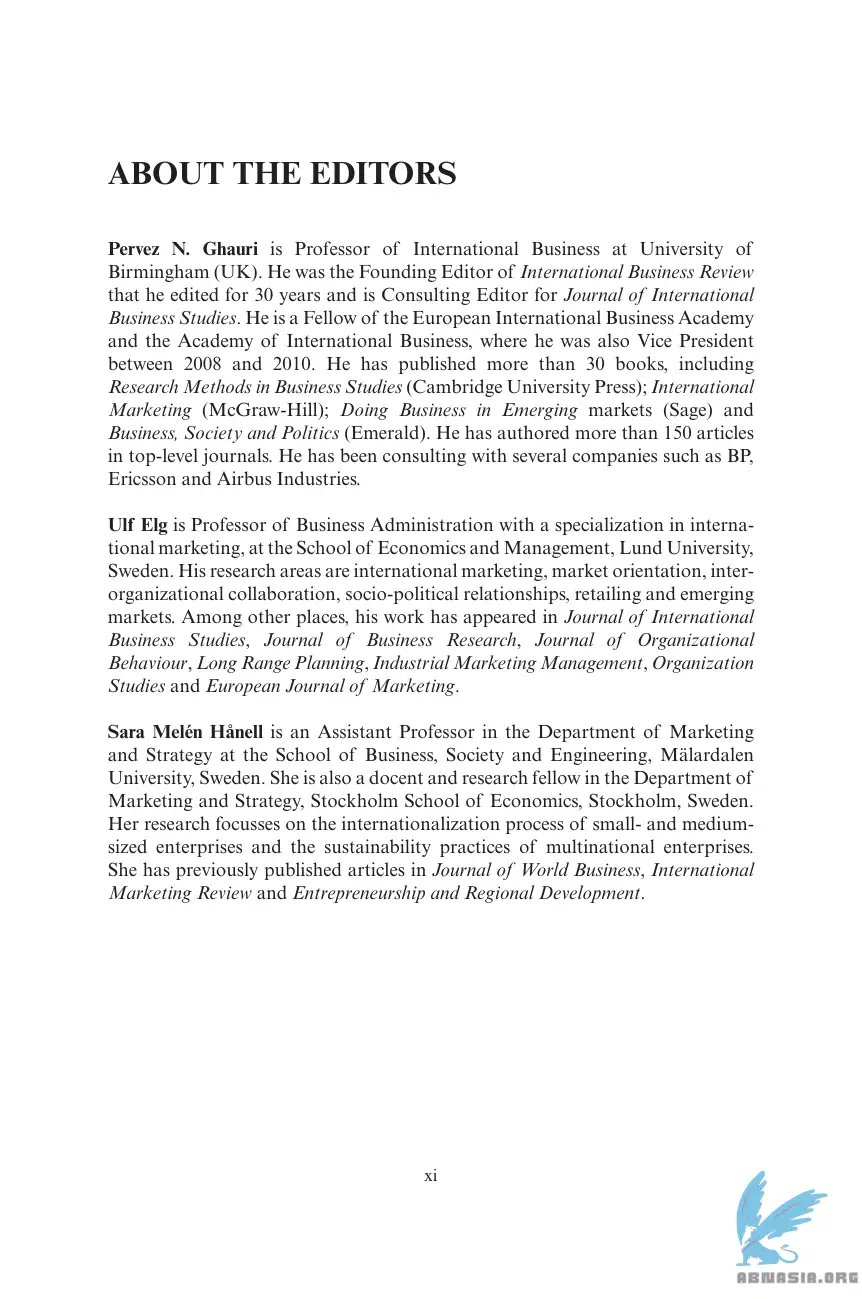 ABOUT THE EDITORS
Pervez N. Ghauri is Professor of International Business at University of
Birmingham (UK). He was the Founding Editor of International Business Review
that he edited for 30 years and is Consulting Editor for Journal of International
Business Studies. He is a Fellow of the European International Business Academy
and the Academy of International Business, where he was also Vice President
between 2008 and 2010. He has published more than 30 books, including
Research Methods in Business Studies (Cambridge University Press); International
Marketing (McGraw-Hill); Doing Business in Emerging markets (Sage) and
Business, Society and Politics (Emerald). He has authored more than 150 articles
in top-level journals. He has been consulting with several companies such as BP,
Ericsson and Airbus Industries.
Ulf Elg is Professor of Business Administration with a specialization in interna-
tional marketing, at the School of Economics and Management, Lund University,
Sweden. His research areas are international marketing, market orientation, inter-
organizational collaboration, socio-political relationships, retailing and emerging
markets. Among other places, his work has appeared in Journal of International
Business Studies, Journal of Business Research, Journal of Organizational
Behaviour, Long Range Planning, Industrial Marketing Management, Organization
Studies and European Journal of Marketing.
Sara Melén Hånell is an Assistant Professor in the Department of Marketing
and Strategy at the School of Business, Society and Engineering, Mälardalen
University, Sweden. She is also a docent and research fellow in the Department of
Marketing and Strategy, Stockholm School of Economics, Stockholm, Sweden.
Her research focusses on the internationalization process of small- and medium-
sized enterprises and the sustainability practices of multinational enterprises.
She has previously published articles in Journal of World Business, International
Marketing Review and Entrepreneurship and Regional Development.
xi
ABNASIA.ORG